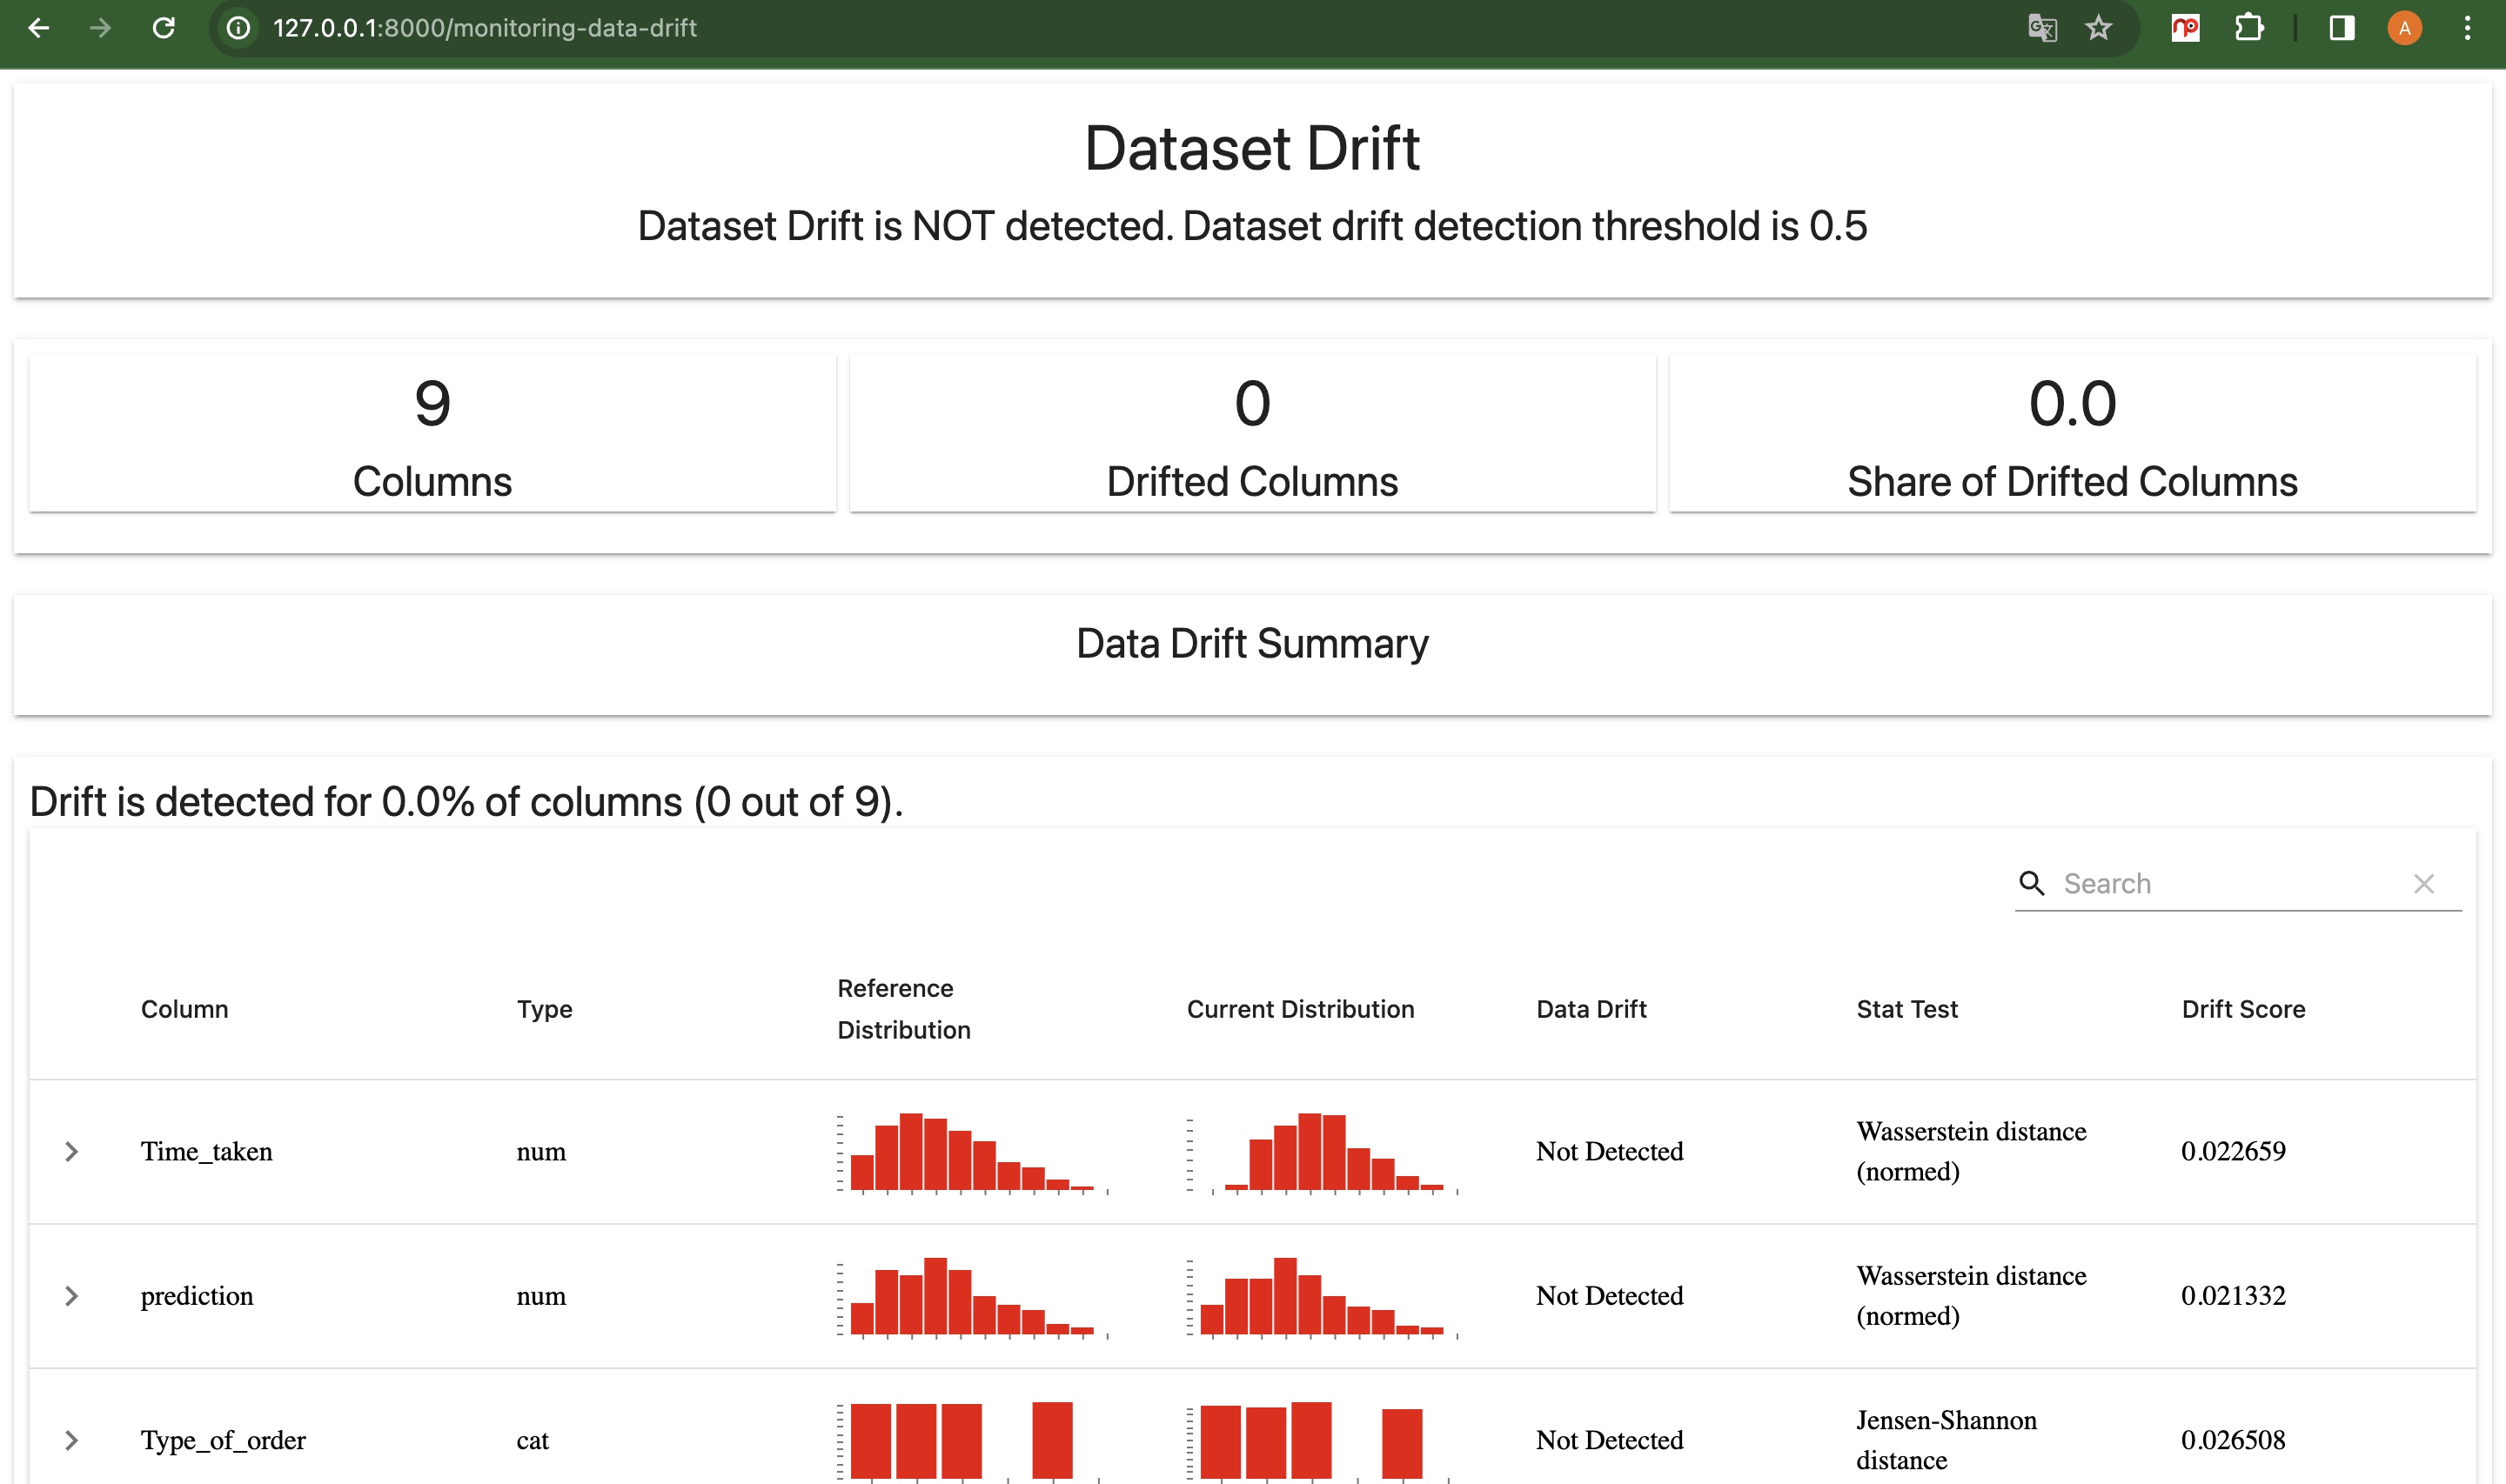 127.0.0.1:8000/monitoring-data-drift
A
Dataset Drift
Dataset Drift is NOT detected. Dataset drift detection threshold is 0.5
9
Columns
0
Drifted Columns
0.0
Share of Drifted Columns
Data Drift Summary
Drift is detected for 0.0% of columns (0 out of 9).
Search
Column
Type
Reference
Distribution
Current Distribution
Data Drift
Stat Test
Drift Score
Time_taken
num
Not Detected
Wasserstein distance
(normed)
0.022659
prediction
num
Not Detected
Wasserstein distance
(normed)
0.021332
Type_of_order
cat
Not Detected
Jensen-Shannon
distance
0.026508